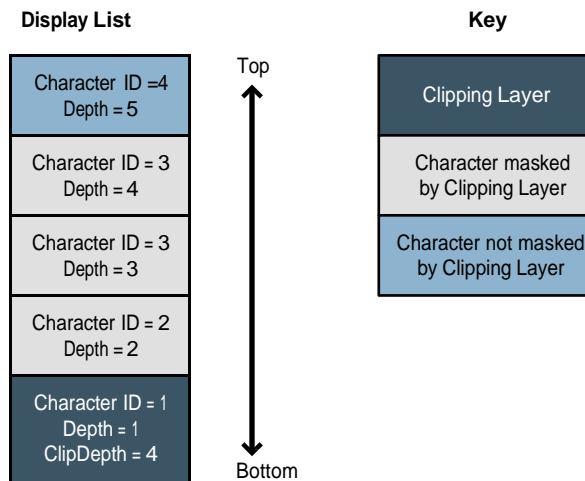 Display List
Character ID =4
Depth = 5
Character ID = 3
Depth = 4
Character ID = 3
Depth = 3
Character ID = 2
Depth = 2
Character ID = 1
Depth = 1
ClipDepth = 4
Top
Bottom
Key
Clipping Layer
Character masked
by Clipping Layer
Character not masked
by Clipping Layer